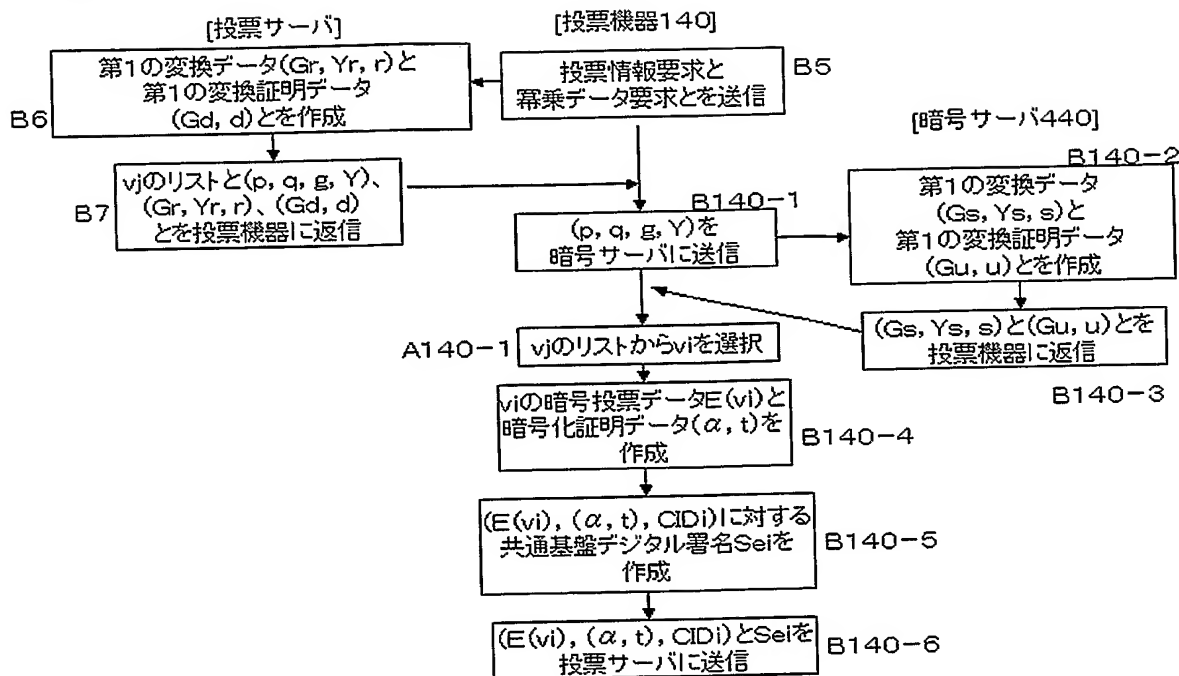 [投票サーバ]
[投票機器140]
第1の変換データ(Gr, Yr, r)と
第1の変換証明データ
(Gd, d)とを作成
B6
投票情報要求と
冪乗データ要求とを送信
B5
[暗号サーバ440]
vjのリストと(p, q, g, Y)、
(Gr, Yr, r)、(Gd, d)
とを投票機器に返信
B7
B140-1
(p, q, g, Y)を
暗号サーバに送信
B140-2
第1の変換データ
(Gs, Ys, s)と
第1の変換証明データ
(Gu, u)とを作成
(Gs, Ys, s)と(Gu, u)とを
投票機器に返信
B140-3
A140-1
vjのリストからviを選択
viの暗号投票データE(vi)と
暗号化証明データ(α, t)を
作成
B140-4
(E(vi), (α, t), CIDi)に対する
共通基盤デジタル署名Seiを
作成
B140-5
(E(vi), (α, t), CIDi)とSeiを
投票サーバに送信
B140-6